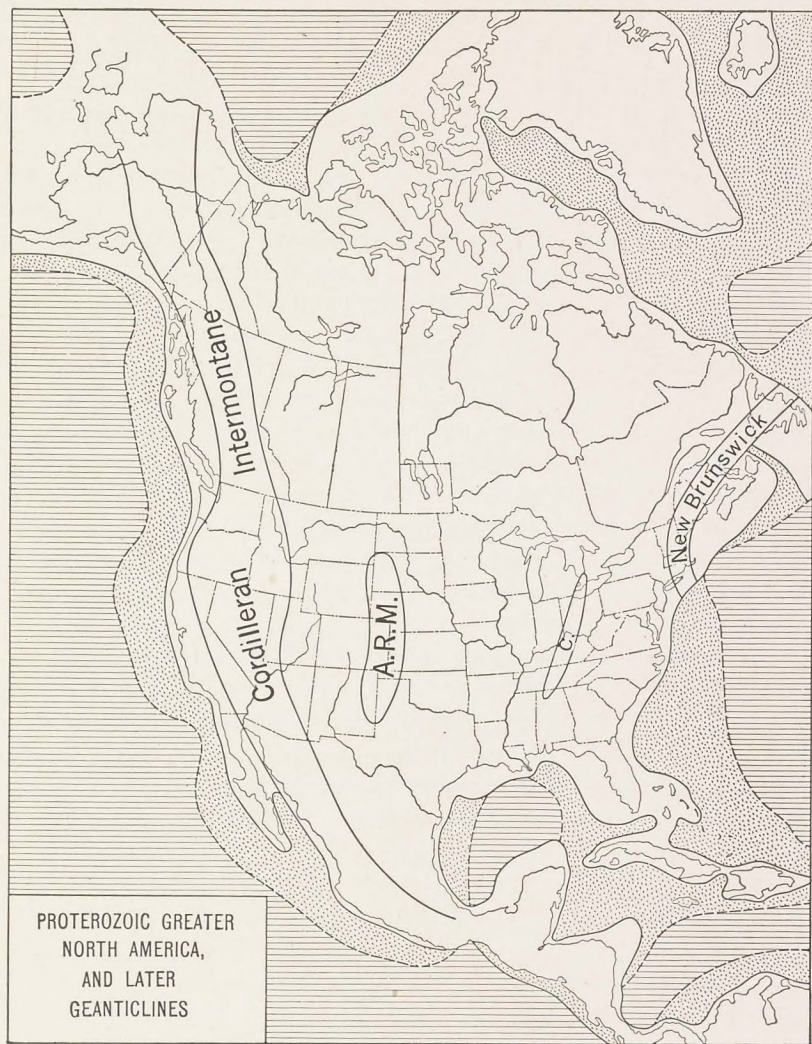 Intermontane
New Brunswick
Cordilleran
A.R.M.
C.
PROTEROZOIC GREATER
NORTH AMERICA,
AND LATER
GEANTICLINES